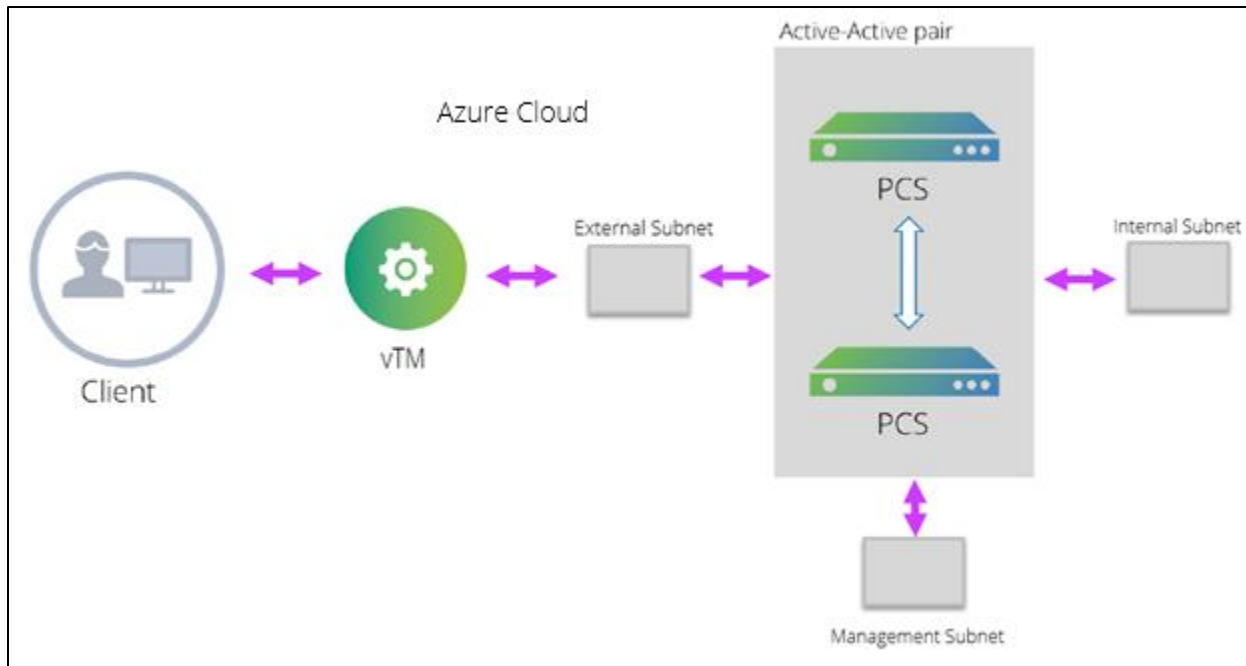 Active-Active pair
Azure Cloud
PCS
External Subnet
Internal Subnet
vTM
Client
PCS
Management Subnet